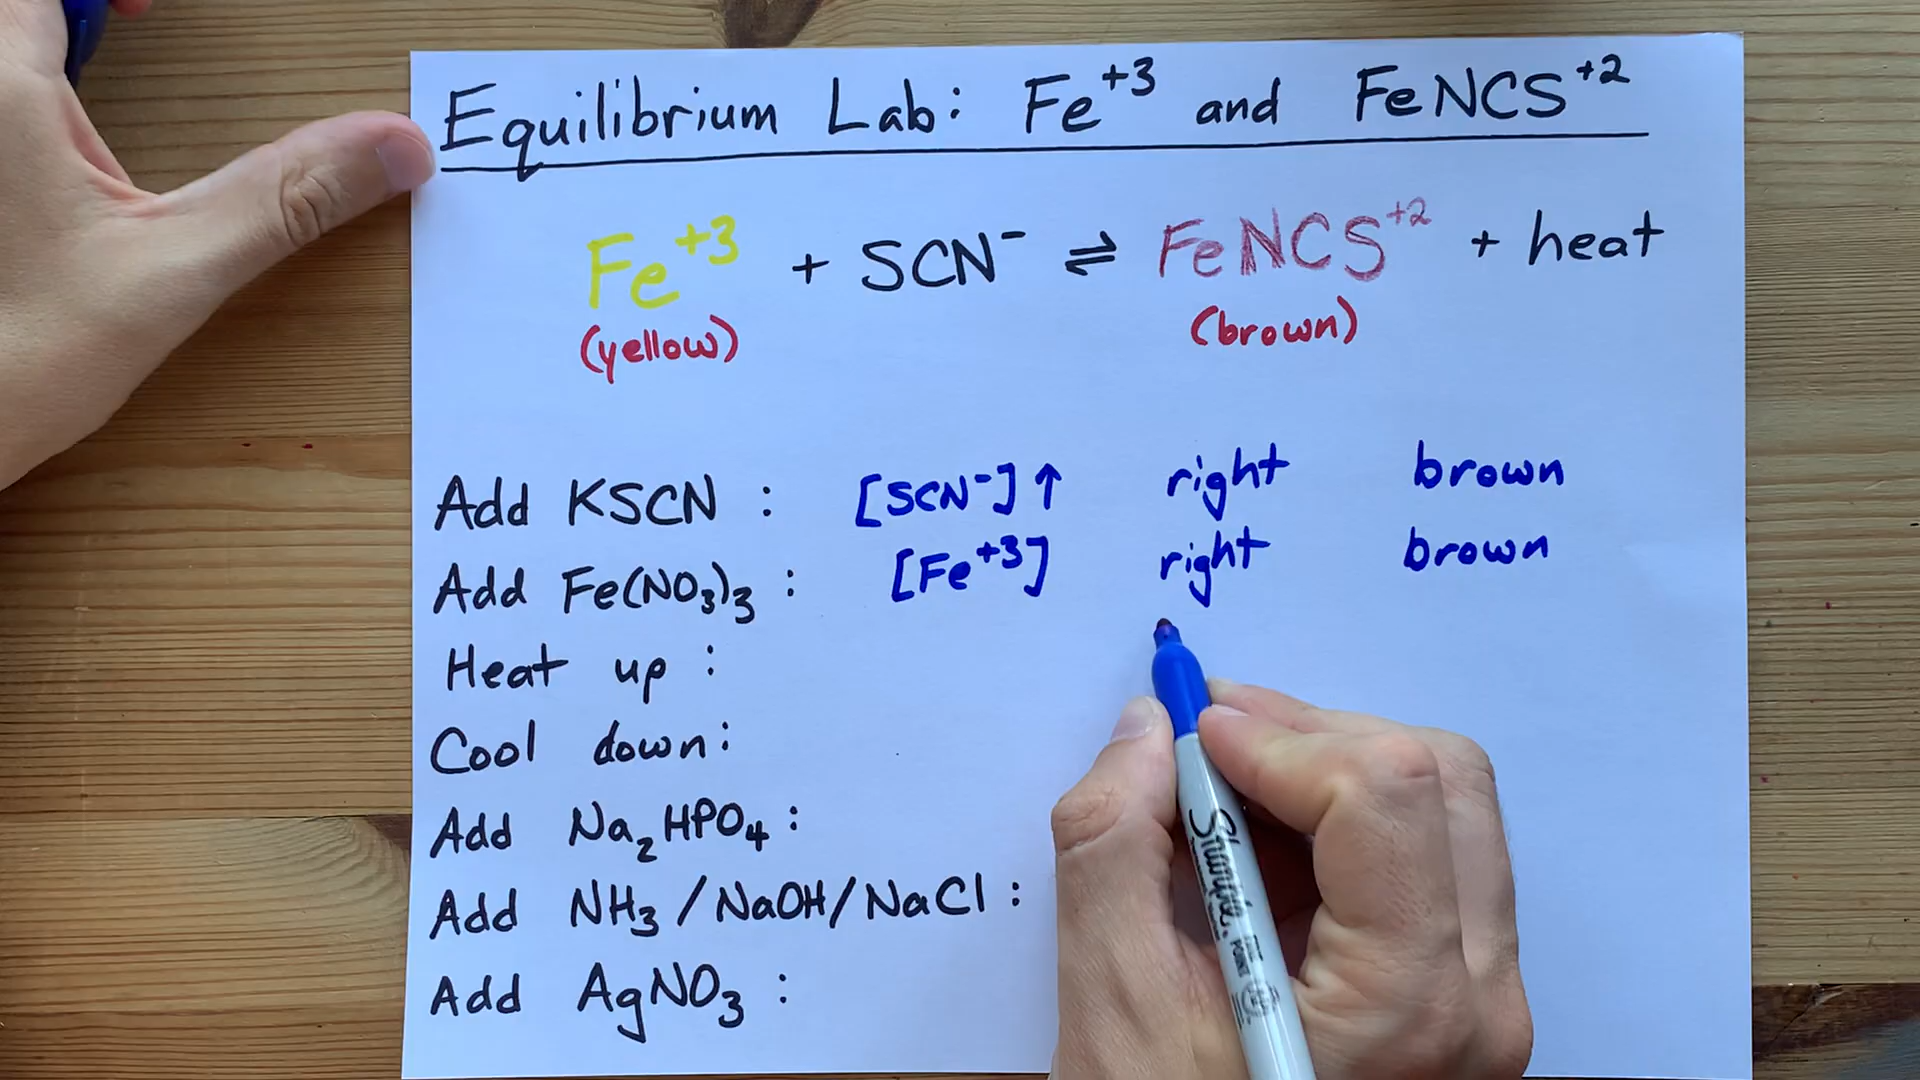 Equilibrium Lab: Fe⁺³ and FeNCS⁺²
Fe⁺³ + SCN⁻ ⇌ FeNCS⁺² + heat
(yellow) (brown)
Add KSCN : [SCN⁻]↑ right brown
Add Fe(NO₃)₃ : [Fe⁺³] right brown
Heat up :
Cool down:
Add Na₂HPO₄ :
Add NH₃/NaOH/NaCl :
Add AgNO₃ :
Sharpie